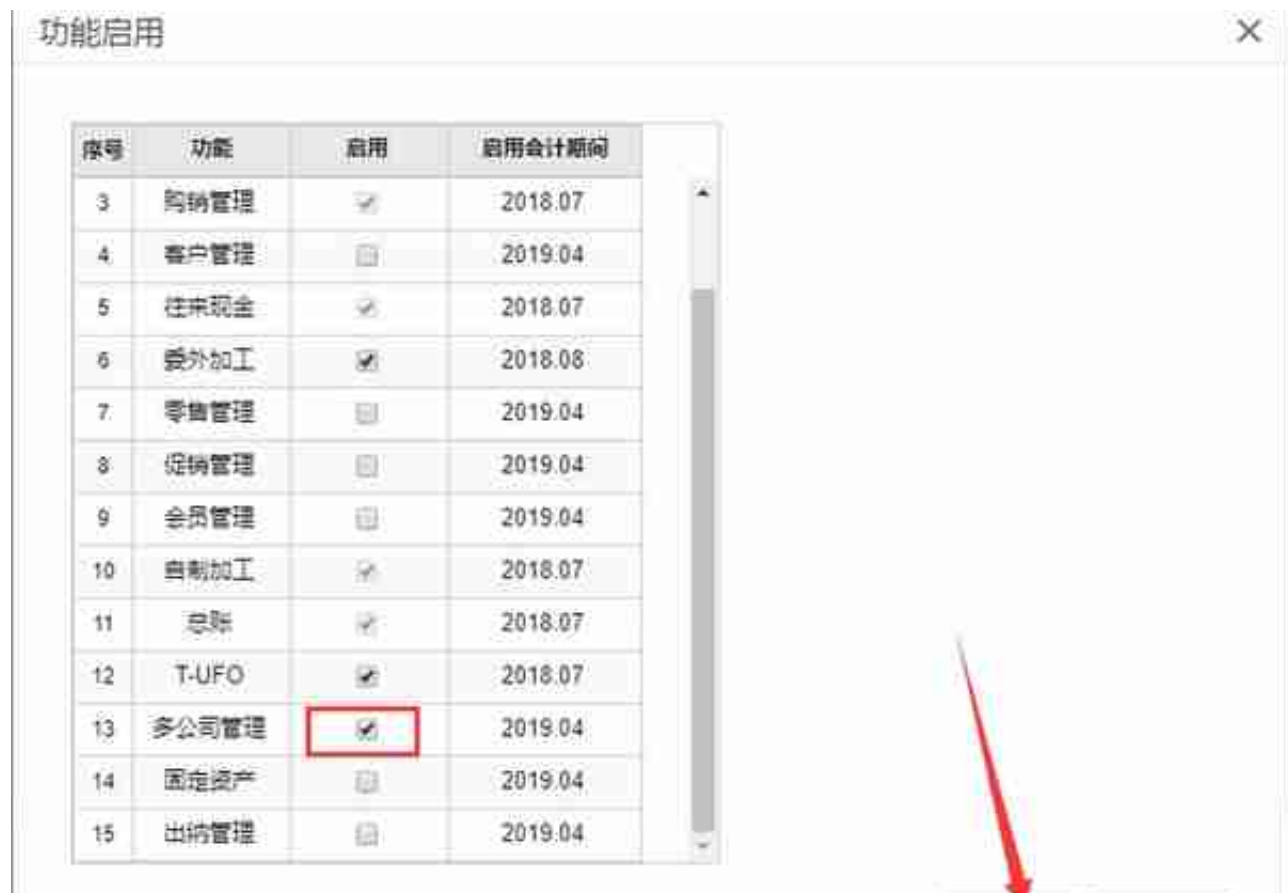 功能启用
序号 功能 启用 启用会计期间
3 购销管理 2018.07
4 客户管理 2019.04
5 往来现金 2018.07
6 委外加工 2018.08
7 零售管理 2019.04
8 促销管理 2019.04
9 会员管理 2019.04
10 自制加工 2018.07
11 总账 2018.07
12 T-UFO 2018.07
13 多公司管理 2019.04
14 固定资产 2019.04
15 出纳管理 2019.04